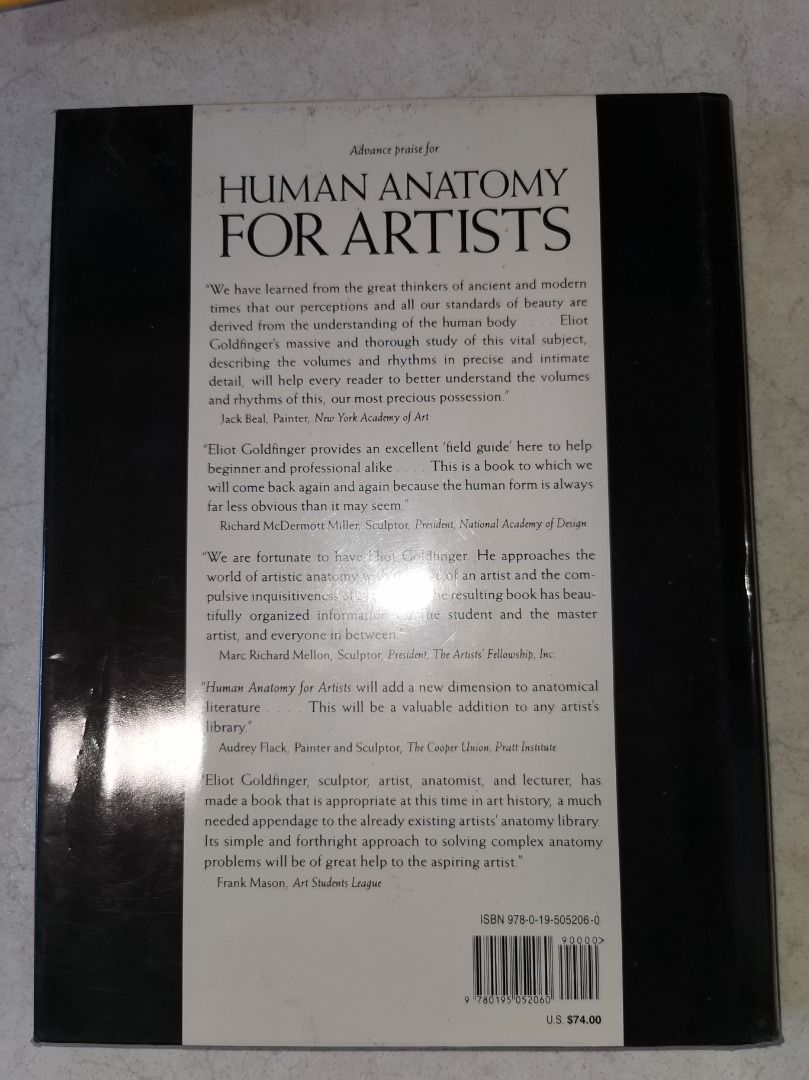 Advance praise for
HUMAN ANATOMY
FOR ARTISTS
"We have learned from the great thinkers of ancient and modern
times that our perceptions and all our standards of beauty are
derived from the understanding of the human body . . . . Eliot
Goldfinger's massive and thorough study of this vital subject,
describing the volumes and rhythms in precise and intimate
detail, will help every reader to better understand the volumes
and rhythms of this, our most precious possession."
Jack Beal, Painter, New York Academy of Art
"Eliot Goldfinger provides an excellent 'field guide' here to help
beginner and professional alike . . . . This is a book to which we
will come back again and again because the human form is always
far less obvious than it may seem."
Richard McDermott Miller, Sculptor, President, National Academy of Design
"We are fortunate to have Eliot Goldfinger. He approaches the
world of artistic anatomy of an artist and the com-
pulsive inquisitiveness resulting book has beau-
tifully organized information the student and the master
artist, and everyone in between."
Marc Richard Mellon, Sculptor, President, The Artists' Fellowship, Inc.
"Human Anatomy for Artists will add a new dimension to anatomical
literature . . . . This will be a valuable addition to any artist's
library."
Audrey Flack, Painter and Sculptor, The Cooper Union, Pratt Institute
"Eliot Goldfinger, sculptor, artist, anatomist, and lecturer, has
made a book that is appropriate at this time in art history, a much
needed appendage to the already existing artists' anatomy library.
Its simple and forthright approach to solving complex anatomy
problems will be of great help to the aspiring artist."
Frank Mason, Art Students League
ISBN 978-0-19-505206-0
90000>
9 780195 052060
U.S. $74.00